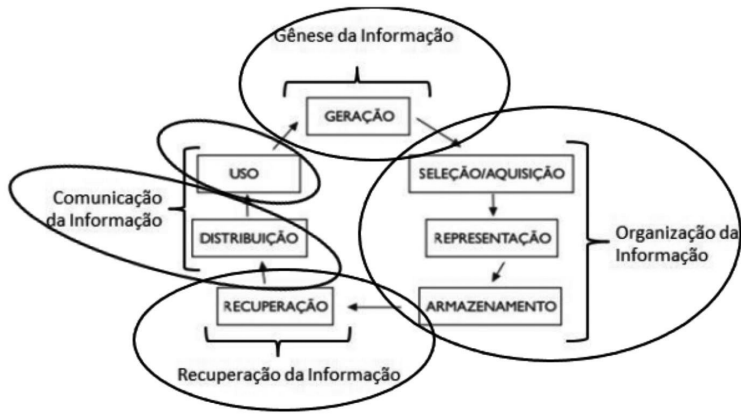 Gênese da Informação
GERAÇÃO
USO
SELEÇÃO/AQUISIÇÃO
Comunicação
da Informação
DISTRIBUIÇÃO
REPRESENTAÇÃO
Organização da
Informação
RECUPERAÇÃO
ARMAZENAMENTO
Recuperação da Informação